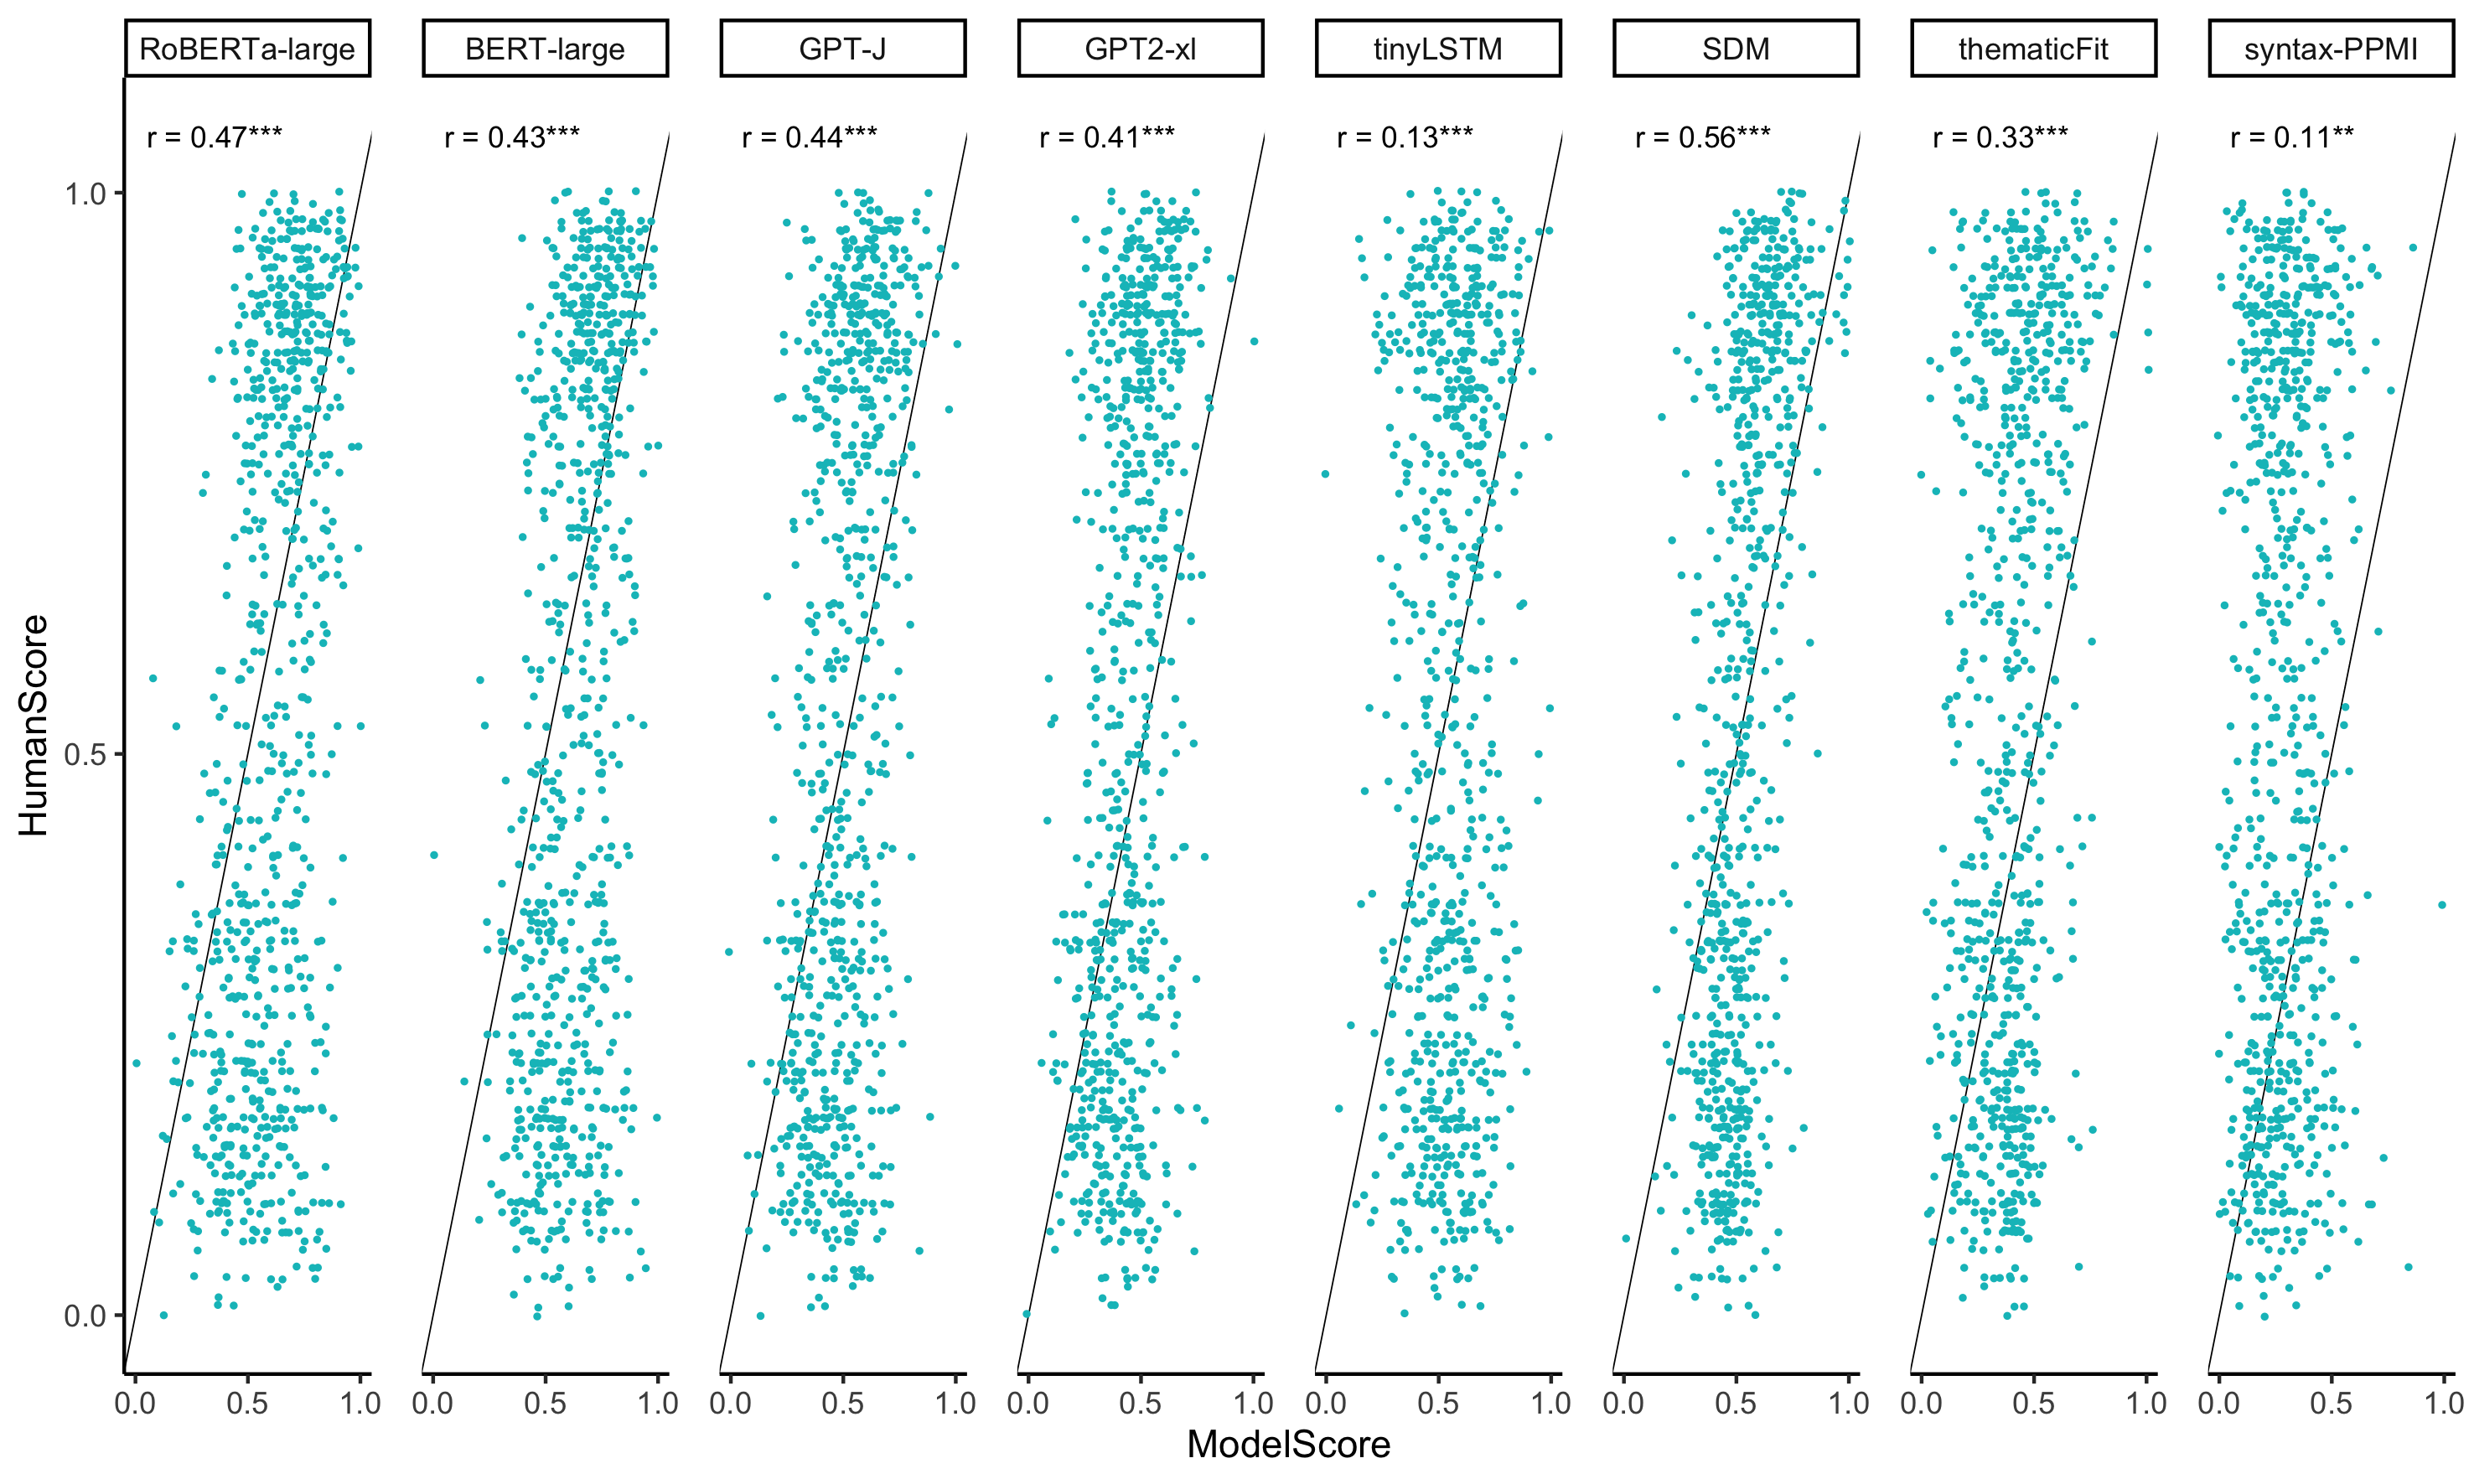 RoBERTa-large BERT-large GPT-J GPT2-xl tinyLSTM SDM thematicFit syntax-PPMI
r = 0.47*** r = 0.43*** r = 0.44*** r = 0.41*** r = 0.13*** r = 0.56*** r = 0.33*** r = 0.11**
1.0
0.5
0.0
HumanScore
0.0 0.5 1.0 0.0 0.5 1.0 0.0 0.5 1.0 0.0 0.5 1.0 0.0 0.5 1.0 0.0 0.5 1.0 0.0 0.5 1.0 0.0 0.5 1.0
ModelScore